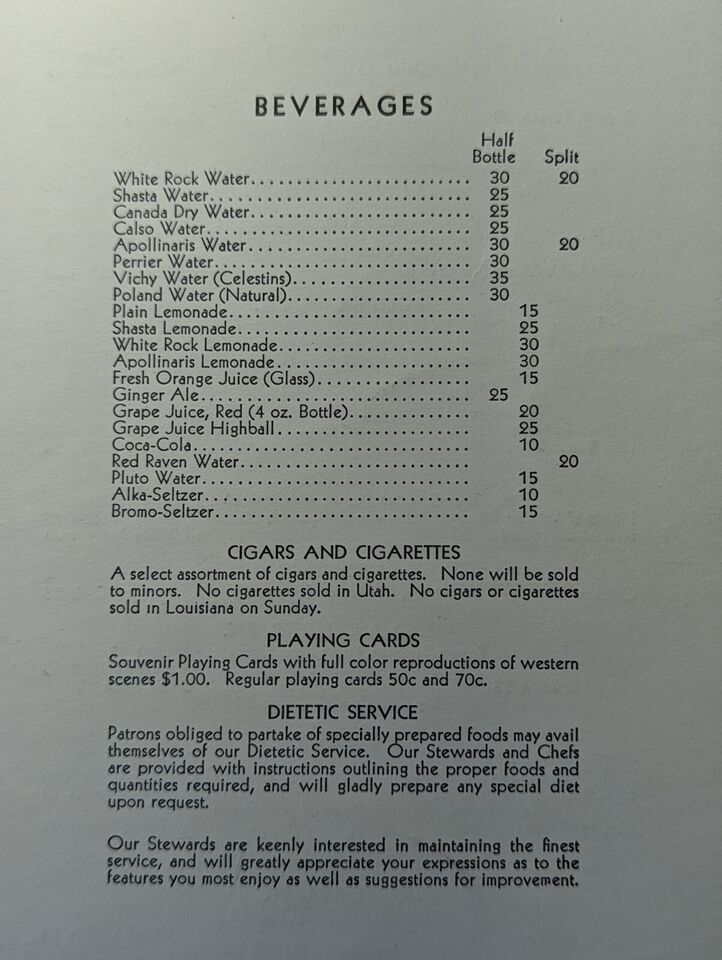 BEVERAGES
Half
Bottle Split
White Rock Water........................... 30 20
Shasta Water................................ 25
Canada Dry Water........................... 25
Calso Water................................. 25
Apollinaris Water............................ 30 20
Perrier Water................................ 30
Vichy Water (Celestins)...................... 35
Poland Water (Natural)...................... 30
Plain Lemonade.............................. 15
Shasta Lemonade............................ 25
White Rock Lemonade....................... 30
Apollinaris Lemonade........................ 30
Fresh Orange Juice (Glass).................. 15
Ginger Ale................................. 25
Grape Juice, Red (4 oz. Bottle).............. 20
Grape Juice Highball........................ 25
Coca-Cola.................................. 10
Red Raven Water............................ 20
Pluto Water................................. 15
Alka-Seltzer................................ 10
Bromo-Seltzer............................... 15
CIGARS AND CIGARETTES
A select assortment of cigars and cigarettes. None will be sold
to minors. No cigarettes sold in Utah. No cigars or cigarettes
sold in Louisiana on Sunday.
PLAYING CARDS
Souvenir Playing Cards with full color reproductions of western
scenes $1.00. Regular playing cards 50c and 70c.
DIETETIC SERVICE
Patrons obliged to partake of specially prepared foods may avail
themselves of our Dietetic Service. Our Stewards and Chefs
are provided with instructions outlining the proper foods and
quantities required, and will gladly prepare any special diet
upon request.
Our Stewards are keenly interested in maintaining the finest
service, and will greatly appreciate your expressions as to the
features you most enjoy as well as suggestions for improvement.